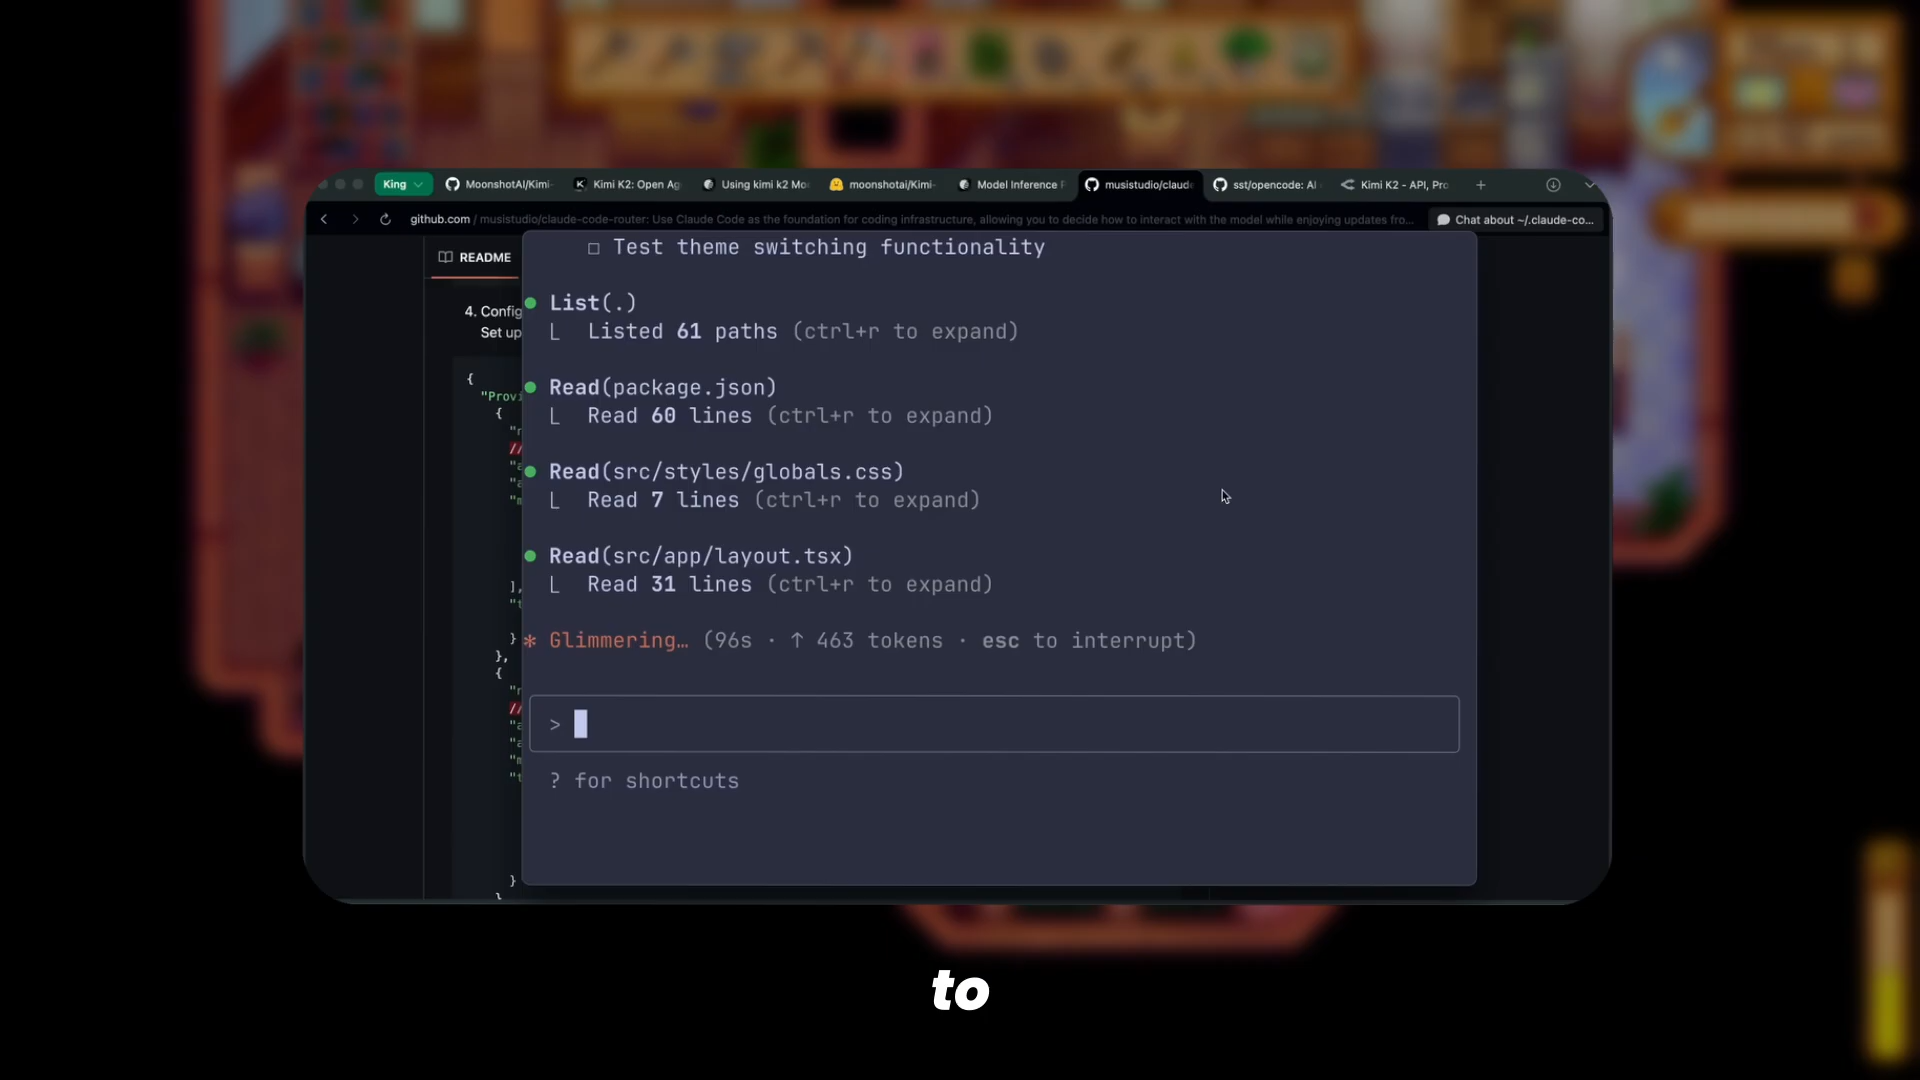 King
MoonshotAI/Kimi-
Kimi K2: Open Ag
Using kimi k2 Mo
moonshotai/Kimi-
Model Inference P
musistudio/claude
sst/opencode: AI
Kimi K2 - API, Pro
github.com / musistudio/claude-code-router: Use Claude Code as the foundation for coding infrastructure, allowing you to decide how to interact with the model while enjoying updates fro...
Chat about ~/.claude-co...
README
4. Config
Set up
{
"Provi
{
"n
//
"a
"a
"m
],
"t
}
},
{
"n
//
"a
"a
"m
"t
}
}
☐ Test theme switching functionality
● List(.)
⎿ Listed 61 paths (ctrl+r to expand)
● Read(package.json)
⎿ Read 60 lines (ctrl+r to expand)
● Read(src/styles/globals.css)
⎿ Read 7 lines (ctrl+r to expand)
● Read(src/app/layout.tsx)
⎿ Read 31 lines (ctrl+r to expand)
* Glimmering… (96s · ↑ 463 tokens · esc to interrupt)
>
? for shortcuts
to